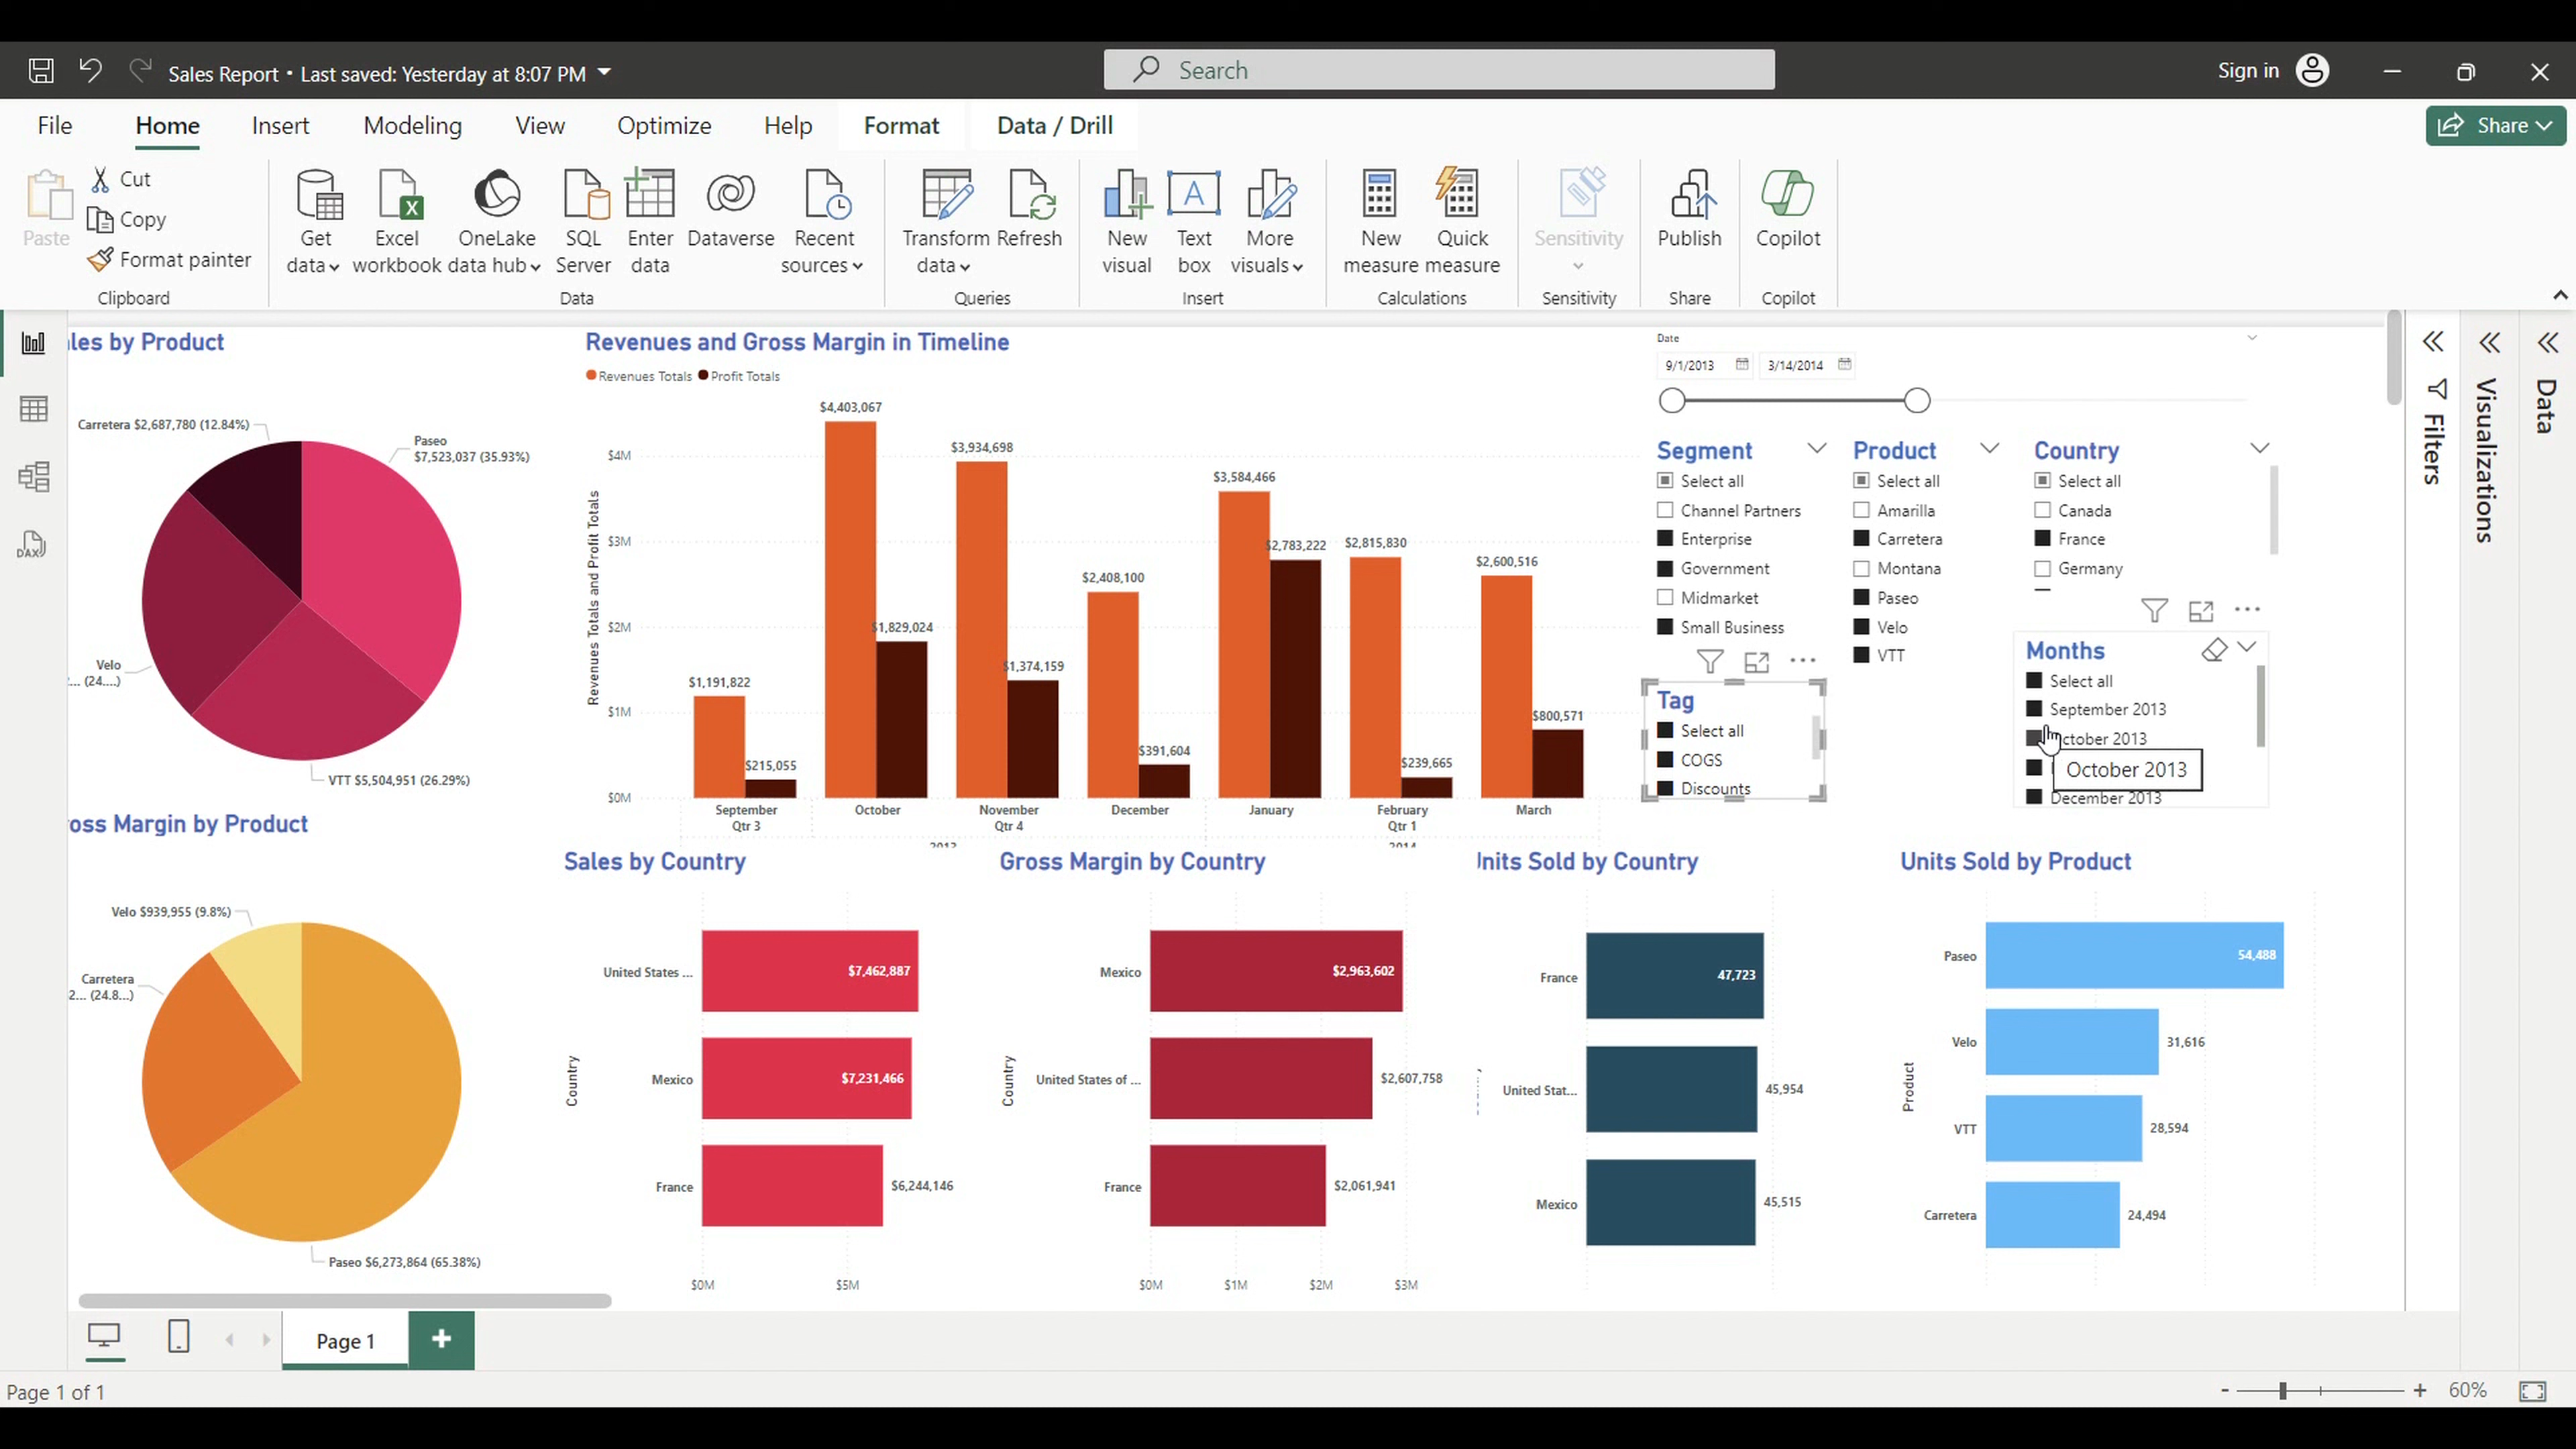 Sales Report • Last saved: Yesterday at 8:07 PM
Search
Sign in
File Home Insert Modeling View Optimize Help Format Data / Drill
Share
Paste
Cut
Copy
Format painter
Clipboard
Get data
Excel workbook
OneLake data hub
SQL Server
Enter data
Dataverse
Recent sources
Data
Transform data
Refresh
Queries
New visual
Text box
More visuals
Insert
New measure
Quick measure
Calculations
Sensitivity
Sensitivity
Publish
Share
Copilot
Copilot
DAX
les by Product
Carretera $2,687,780 (12.84%)
Paseo
$7,523,037 (35.93%)
Velo
... (24....)
VTT $5,504,951 (26.29%)
oss Margin by Product
Velo $939,955 (9.8%)
Carretera
2... (24.8...)
Paseo $6,273,864 (65.38%)
Revenues and Gross Margin in Timeline
Revenues Totals Profit Totals
Revenues Totals and Profit Totals
$4M
$3M
$2M
$1M
$0M
$1,191,822
$215,055
$4,403,067
$1,829,024
$3,934,698
$1,374,159
$2,408,100
$391,604
$3,584,466
$2,783,222
$2,815,830
$239,665
$2,600,516
$800,571
September October November December January February March
Qtr 3 Qtr 4 Qtr 1
2013 2014
Date
9/1/2013 3/14/2014
Segment
Select all
Channel Partners
Enterprise
Government
Midmarket
Small Business
Product
Select all
Amarilla
Carretera
Montana
Paseo
Velo
VTT
Country
Select all
Canada
France
Germany
Tag
Select all
COGS
Discounts
Months
Select all
September 2013
ctober 2013
October 2013
December 2013
Sales by Country
Country
United States ... $7,462,887
Mexico $7,231,466
France $6,244,146
$0M $5M
Gross Margin by Country
Country
Mexico $2,963,602
United States of ... $2,607,758
France $2,061,941
$0M $1M $2M $3M
nits Sold by Country
France 47,723
United Stat... 45,954
Mexico 45,515
Units Sold by Product
Product
Paseo 54,488
Velo 31,616
VTT 28,594
Carretera 24,494
Filters
Visualizations
Data
Page 1
+
Page 1 of 1
- + 60%